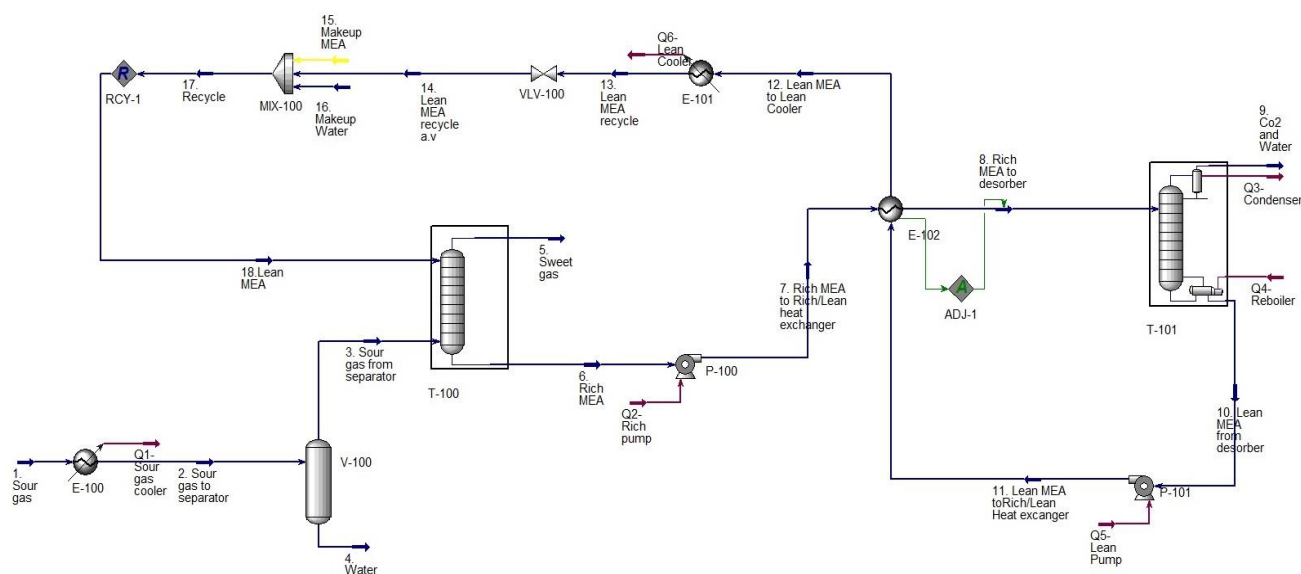 15.
Makeup
MEA
Q6-
Lean
Cooler
R
RCY-1
17.
Recycle
MIX-100
16.
Makeup
Water
14.
Lean
MEA
recycle
a.v
VLV-100
13.
Lean
MEA
recycle
E-101
12. Lean MEA
to Lean
Cooler
9.
Co2
and
Water
Q3-
Condenser
8. Rich
MEA to
desorber
E-102
A
ADJ-1
Q4-
Reboiler
T-101
18.Lean
MEA
5.
Sweet
gas
7. Rich MEA
to Rich/Lean
heat
exchanger
3. Sour
gas from
separator
T-100
6.
Rich
MEA
P-100
Q2-
Rich
pump
10. Lean
MEA
from
desorber
1.
Sour
gas
E-100
Q1-
Sour
gas
cooler
2. Sour
gas to
separator
V-100
4.
Water
11. Lean MEA
toRich/Lean
Heat excanger
P-101
Q5-
Lean
Pump